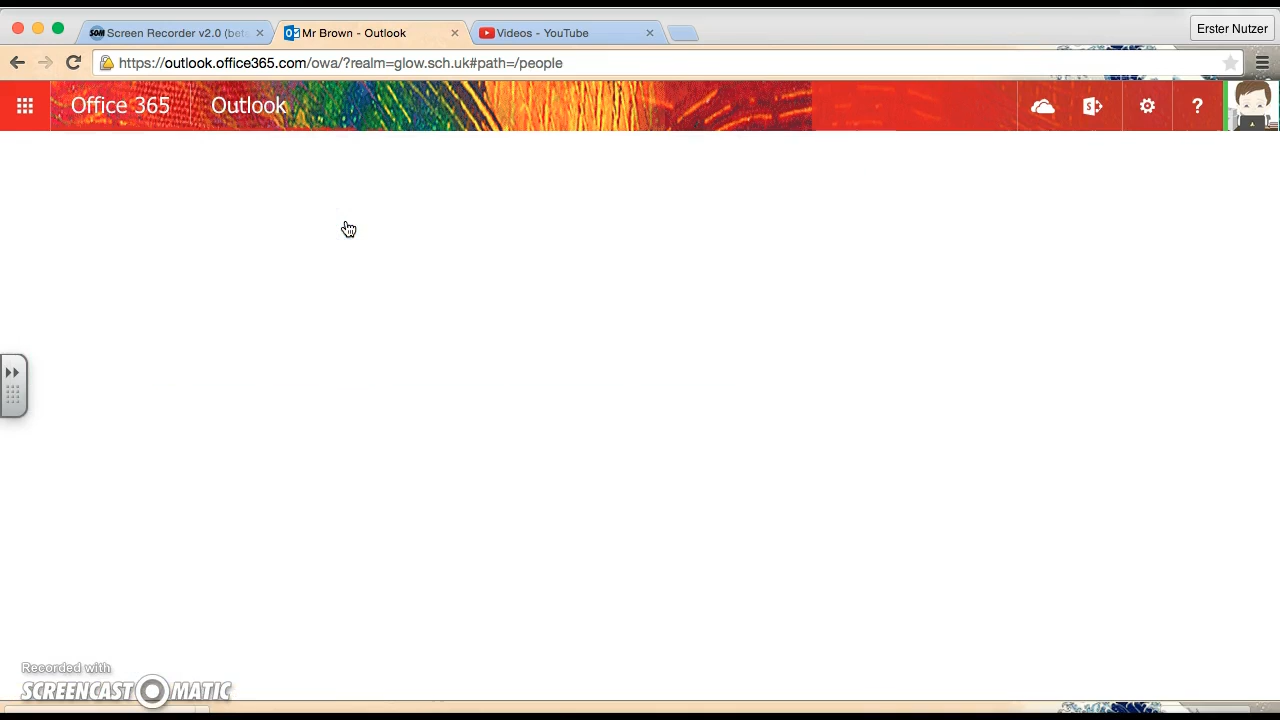 Screen Recorder v2.0 (beta
Mr Brown - Outlook
Videos - YouTube
Erster Nutzer
https://outlook.office365.com/owa/?realm=glow.sch.uk#path=/people
Office 365
Outlook
S
?
Recorded with
SCREENCAST-O-MATIC